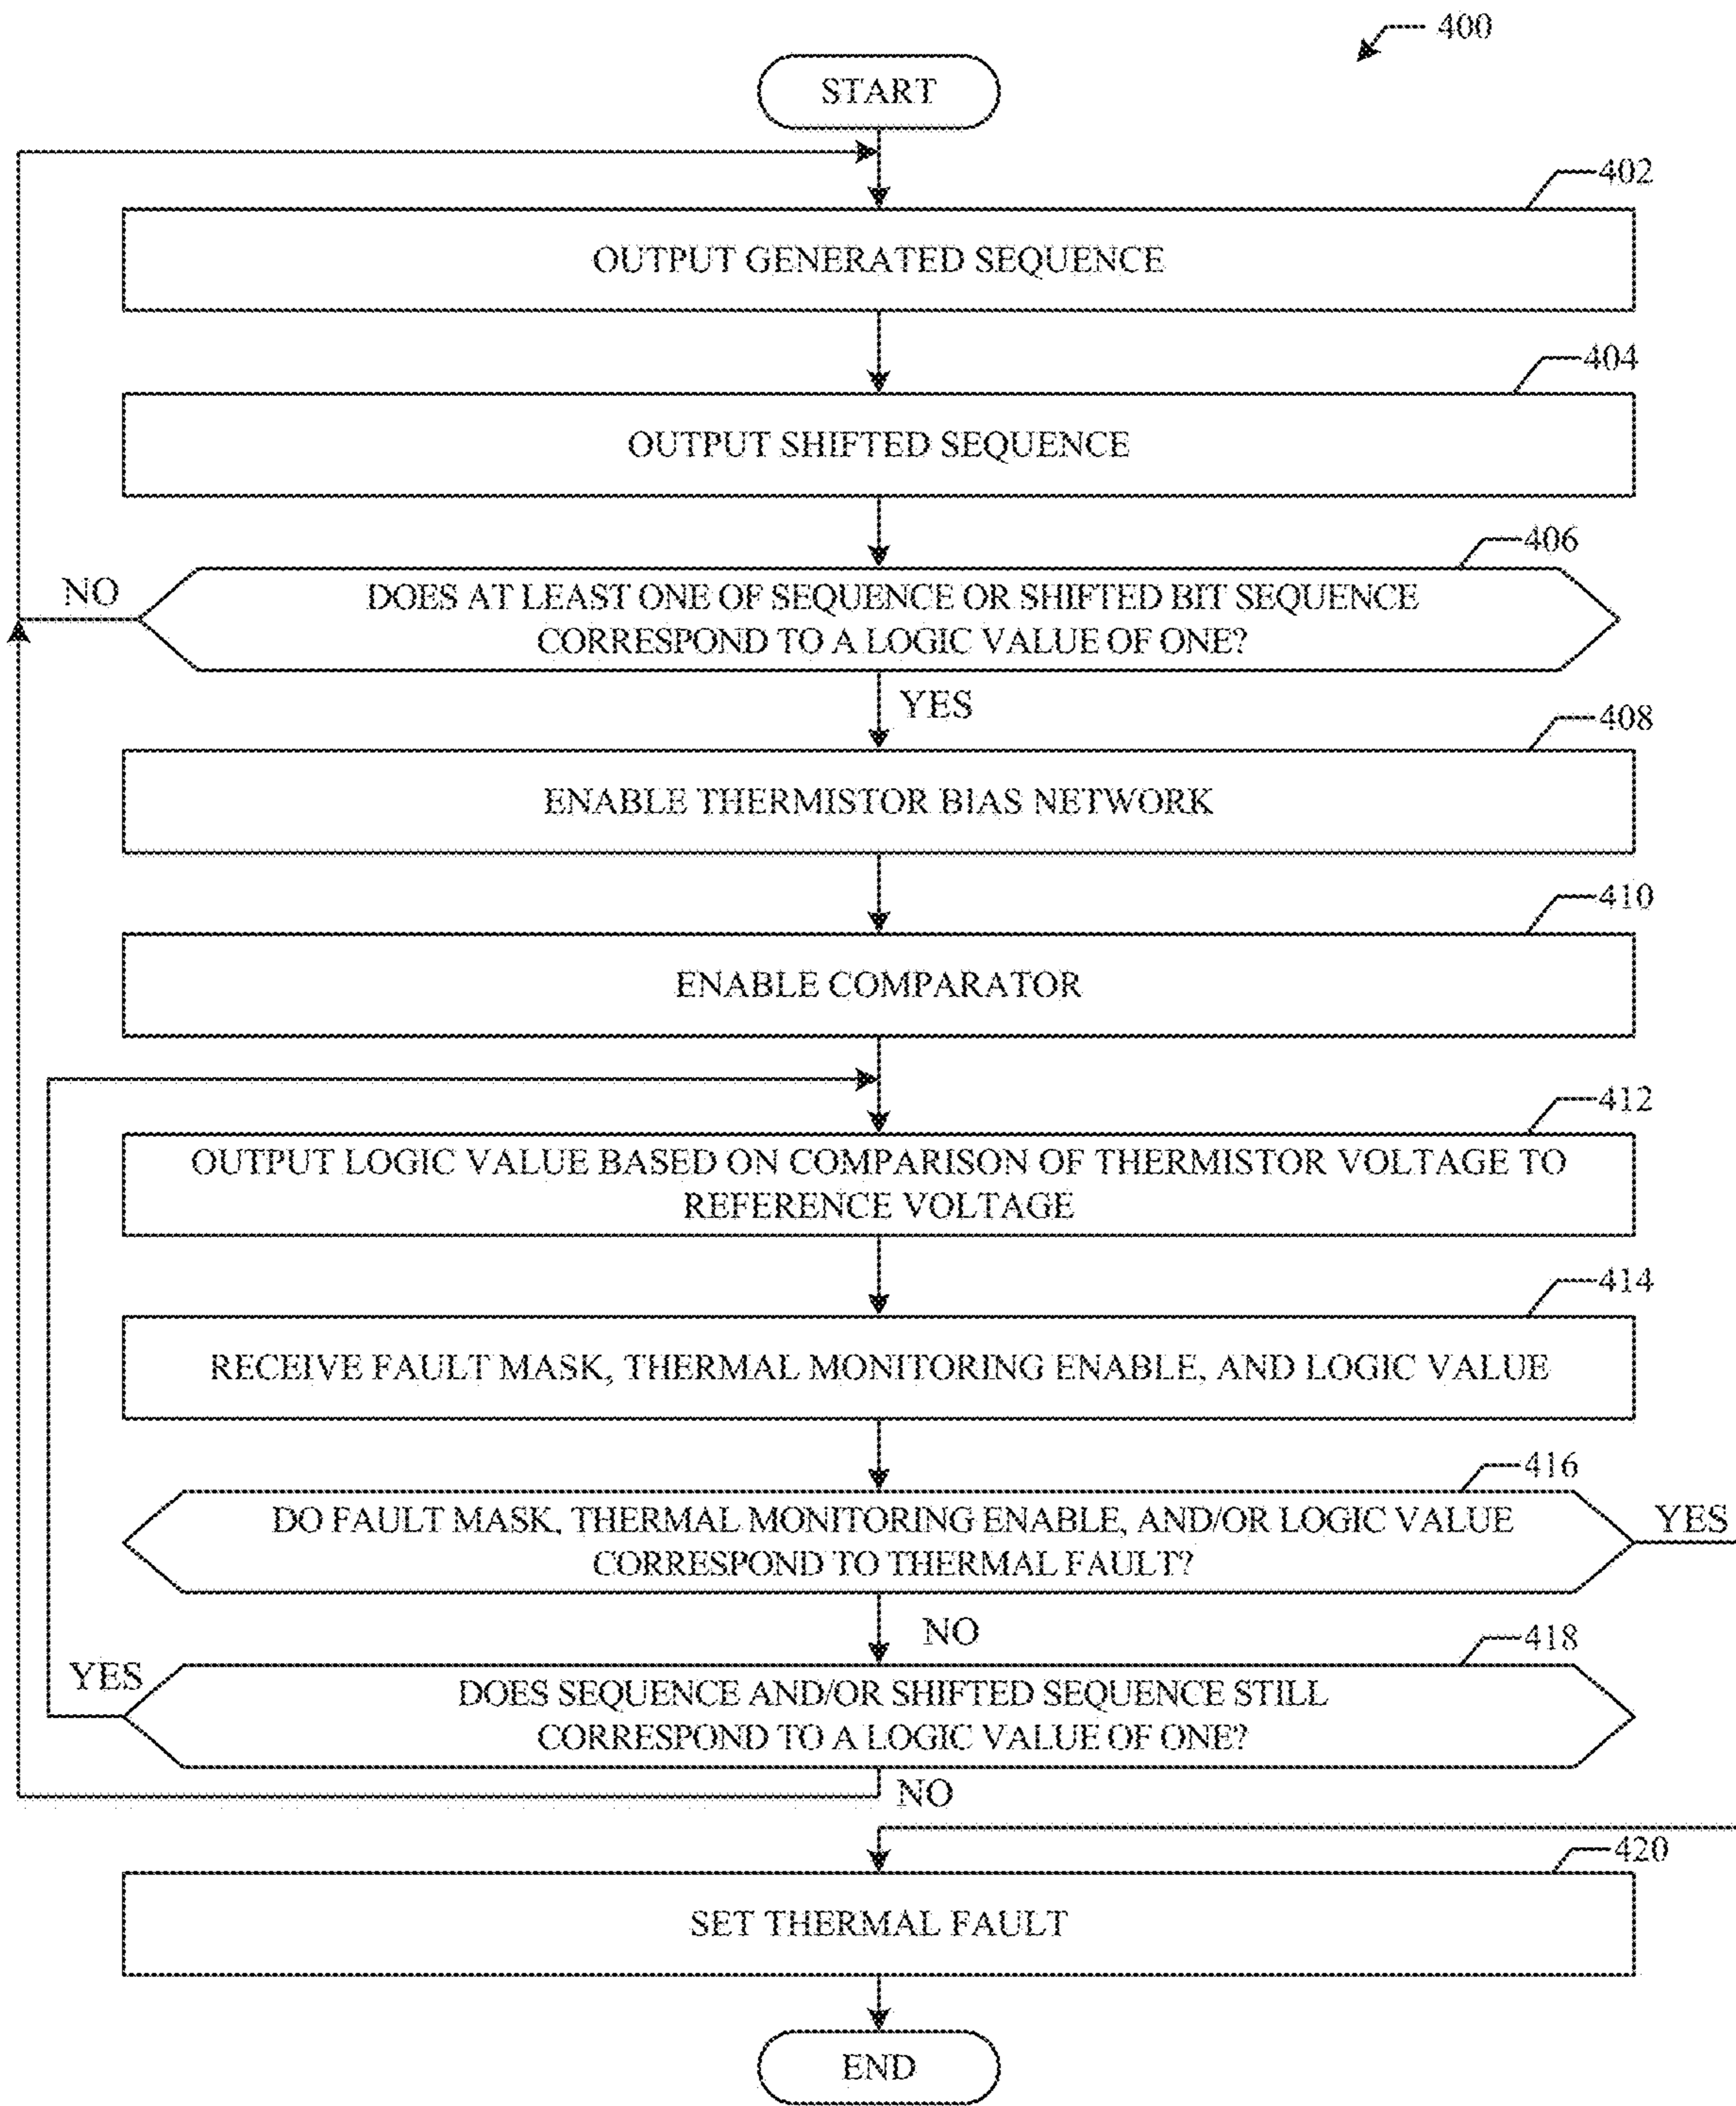 400
START
402
OUTPUT GENERATED SEQUENCE
404
OUTPUT SHIFTED SEQUENCE
406
NO
DOES AT LEAST ONE OF SEQUENCE OR SHIFTED BIT SEQUENCE
CORRESPOND TO A LOGIC VALUE OF ONE?
YES
408
ENABLE THERMISTOR BIAS NETWORK
410
ENABLE COMPARATOR
412
OUTPUT LOGIC VALUE BASED ON COMPARISON OF THERMISTOR VOLTAGE TO
REFERENCE VOLTAGE
414
RECEIVE FAULT MASK, THERMAL MONITORING ENABLE, AND LOGIC VALUE
416
DO FAULT MASK, THERMAL MONITORING ENABLE, AND/OR LOGIC VALUE
CORRESPOND TO THERMAL FAULT?
YES
NO
418
YES
DOES SEQUENCE AND/OR SHIFTED SEQUENCE STILL
CORRESPOND TO A LOGIC VALUE OF ONE?
NO
420
SET THERMAL FAULT
END